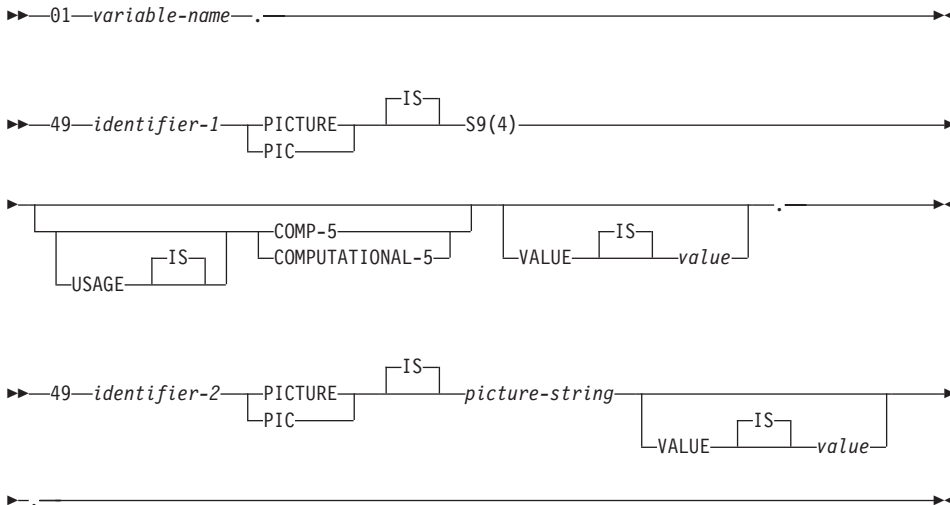 01 variable-name .
IS
49 identifier-1 PICTURE S9(4)
PIC
COMP-5 IS .
IS COMPUTATIONAL-5 VALUE value
USAGE
IS
49 identifier-2 PICTURE picture-string
PIC IS
VALUE value
.